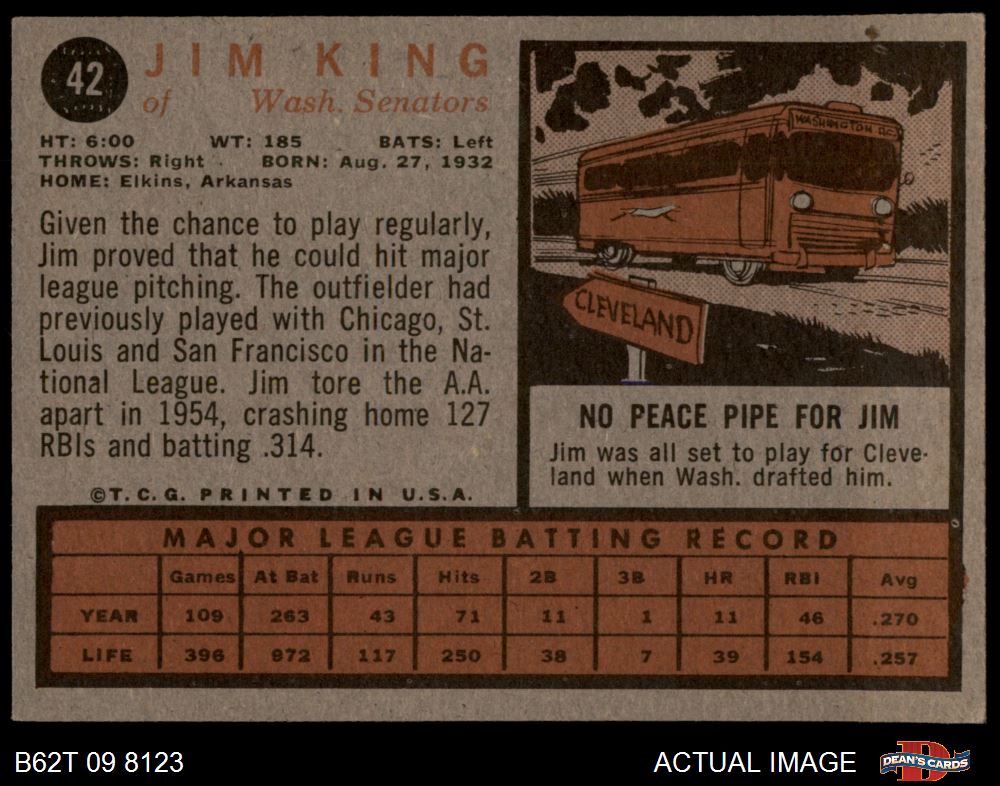 42
JIM KING
of Wash. Senators
HT: 6:00 WT: 185 BATS: Left
THROWS: Right BORN: Aug. 27, 1932
HOME: Elkins, Arkansas
Given the chance to play regularly,
Jim proved that he could hit major
league pitching. The outfielder had
previously played with Chicago, St.
Louis and San Francisco in the Na-
tional League. Jim tore the A.A.
apart in 1954, crashing home 127
RBIs and batting .314.
©T.C.G. PRINTED IN U.S.A.
WASHINGTON D.C.
CLEVELAND
NO PEACE PIPE FOR JIM
Jim was all set to play for Cleve-
land when Wash. drafted him.
MAJOR LEAGUE BATTING RECORD
Games At Bat Runs Hits 2B 3B HR RBI Avg
YEAR 109 263 43 71 11 1 11 46 .270
LIFE 396 972 117 250 38 7 39 154 .257
B62T 09 8123 ACTUAL IMAGE DEAN'S CARDS